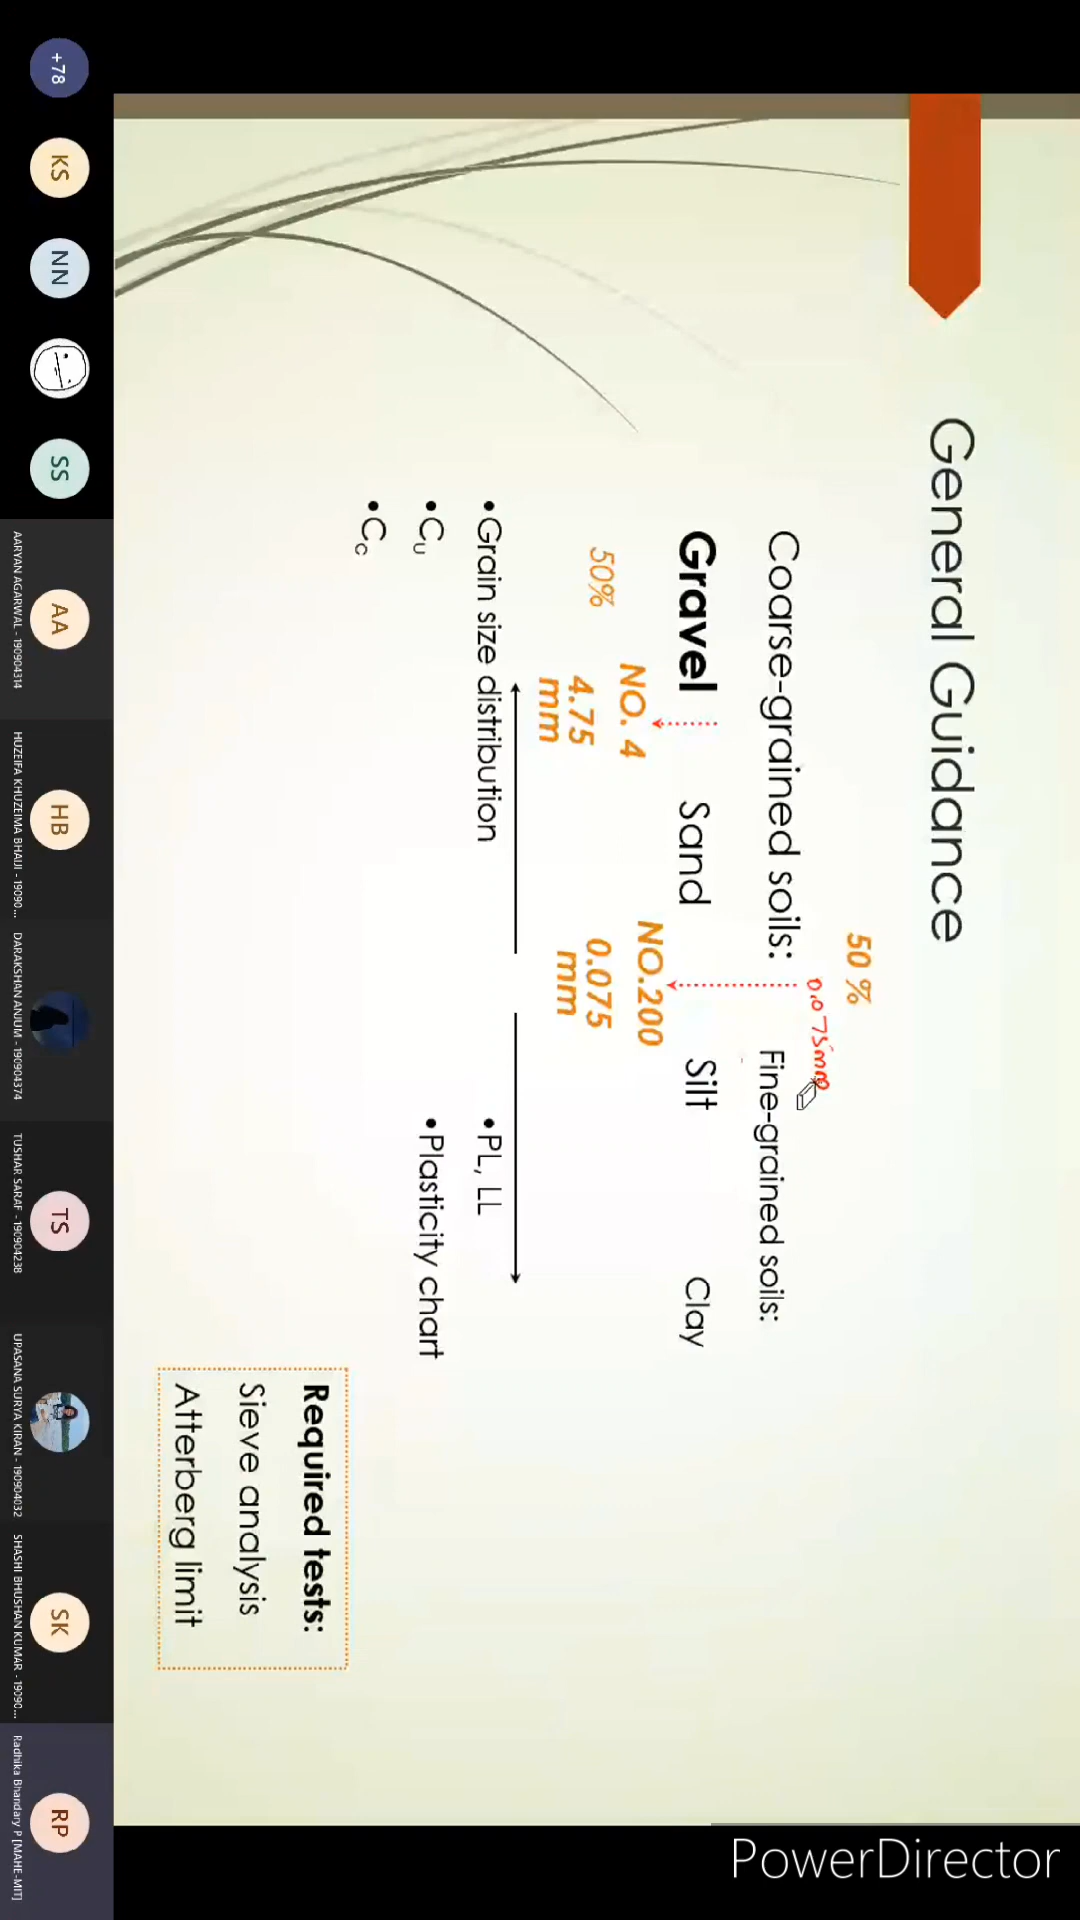 General Guidance
50 %
0.075mm
Coarse-grained soils:
Fine-grained soils:
Gravel
Sand
Silt
Clay
50%
NO. 4
4.75
mm
NO.200
0.075
mm
•Grain size distribution
•Cu
•Cc
•PL, LL
•Plasticity chart
Required tests:
Sieve analysis
Atterberg limit
+78
KS
NN
SS
AA
AARYAN AGARWAL - 190904314
HB
HUZEIFA KHUZEIMA BHAIJI - 19090...
DARAKSHAN ANJUM - 190904374
TS
TUSHAR SARAF - 190904238
UPASANA SURYA KIRAN - 190904032
SK
SHASHI BHUSHAN KUMAR - 19090...
RP
Radhika Bhandary P [MAHE-MIT]
PowerDirector